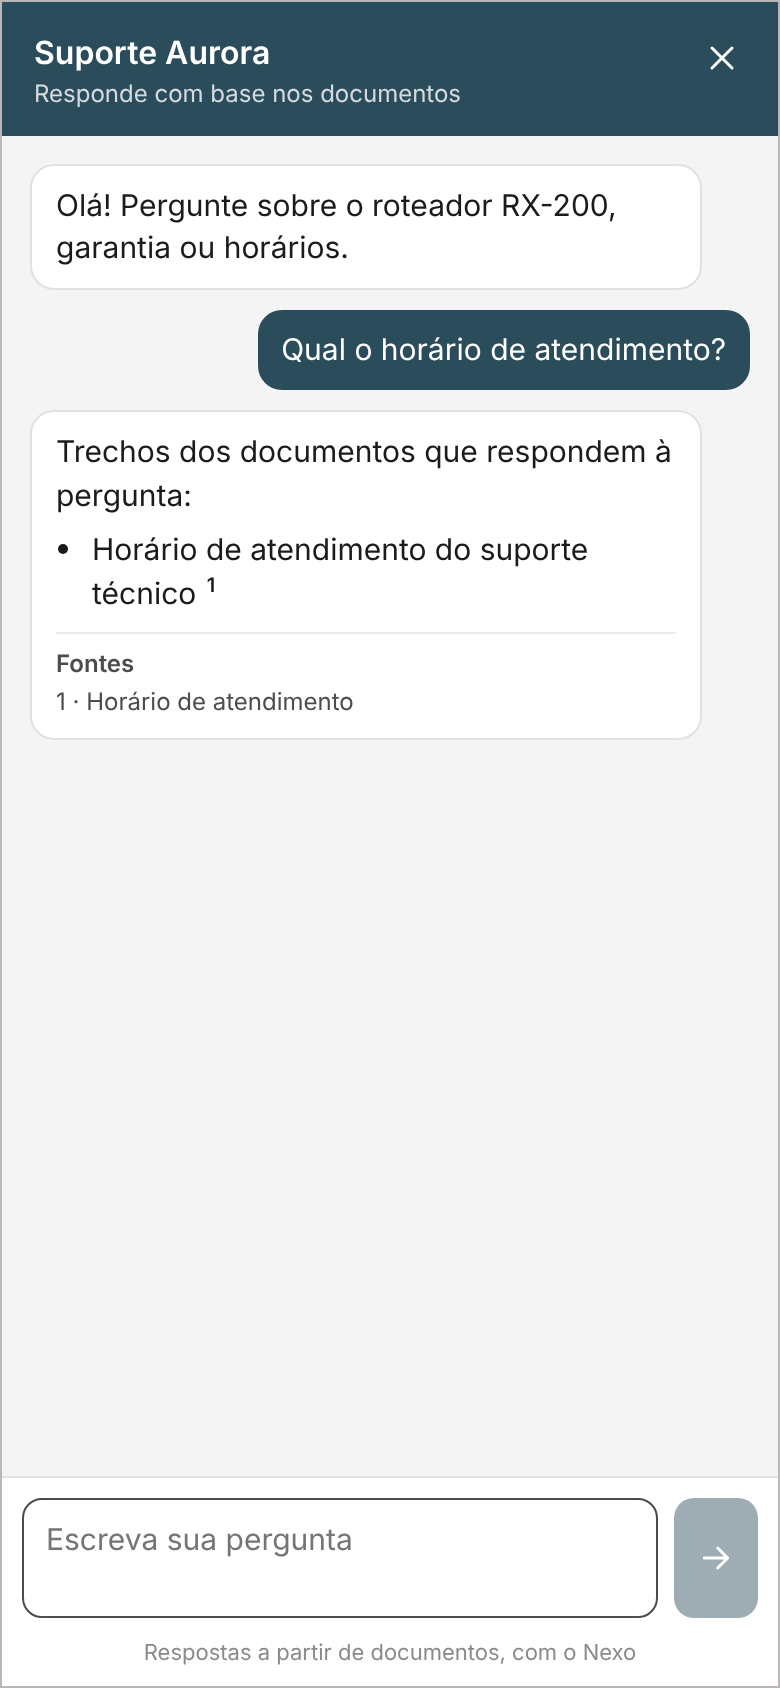 Suporte Aurora
Responde com base nos documentos
Olá! Pergunte sobre o roteador RX-200,
garantia ou horários.
Qual o horário de atendimento?
Trechos dos documentos que respondem à
pergunta:
• Horário de atendimento do suporte
técnico ¹
Fontes
1 · Horário de atendimento
Escreva sua pergunta
Respostas a partir de documentos, com o Nexo